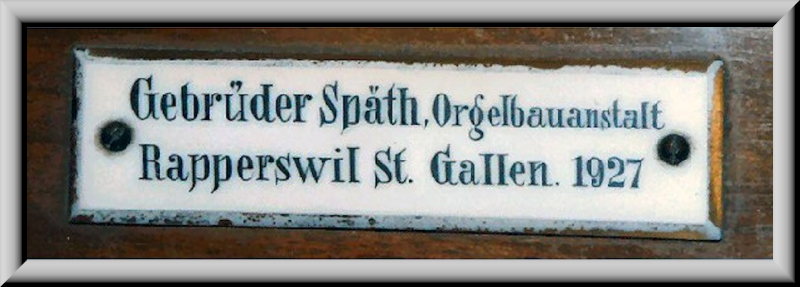 Gebrüder Späth, Orgelbauanstalt
Rapperswil St. Gallen. 1927